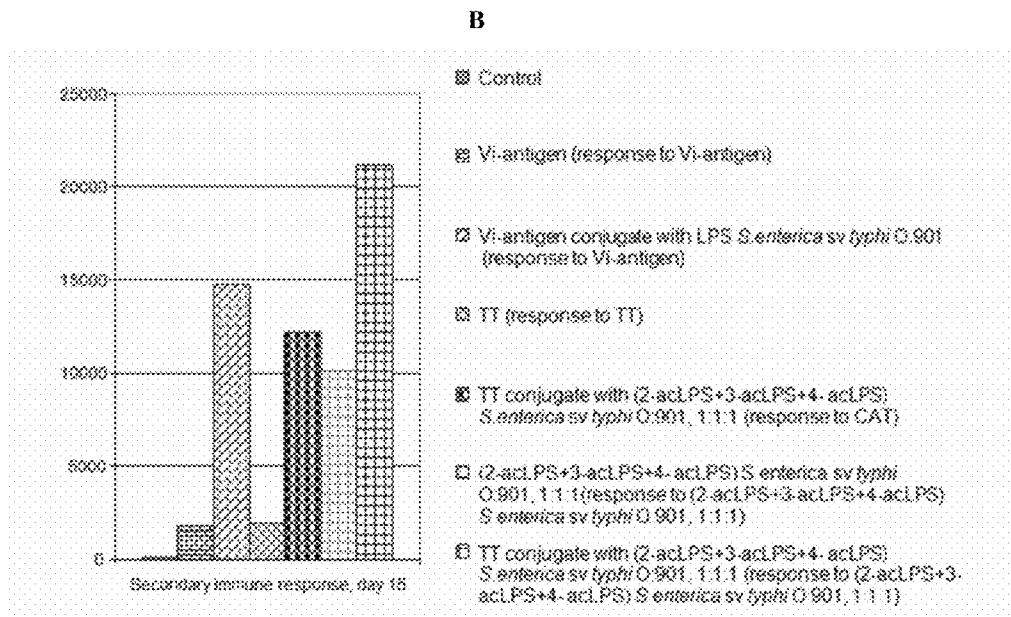 B
25000
20000
15000
10000
5000
0
Secondary immune response, day 15
Control
Vi-antigen (response to Vi-antigen)
Vi-antigen conjugate with LPS S.enterica sv typhi O:901
(response to Vi-antigen)
TT (response to TT)
TT conjugate with (2-acLPS+3-acLPS+4- acLPS)
S.enterica sv typhi O:901, 1:1:1 (response to CAT)
(2-acLPS+3-acLPS+4- acLPS) S enterica sv typhi
O:901, 1:1:1(response to (2-acLPS+3-acLPS+4-acLPS)
S enterica sv typhi O:901, 1:1:1)
TT conjugate with (2-acLPS+3-acLPS+4- acLPS)
S.enterica sv typhi O:901, 1:1:1 (response to (2-acLPS+3-
acLPS+4- acLPS) S enterica sv typhi O:901, 1:1:1)